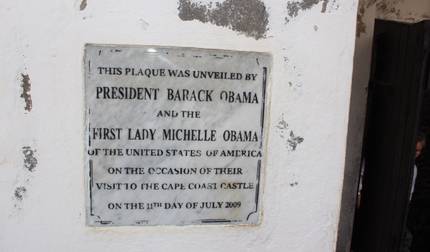 THIS PLAQUE WAS UNVEILED BY
PRESIDENT BARACK OBAMA
AND THE
FIRST LADY MICHELLE OBAMA
OF THE UNITED STATES OF AMERICA
ON THE OCCASION OF THEIR
VISIT TO THE CAPE COAST CASTLE
ON THE 11TH DAY OF JULY 2009